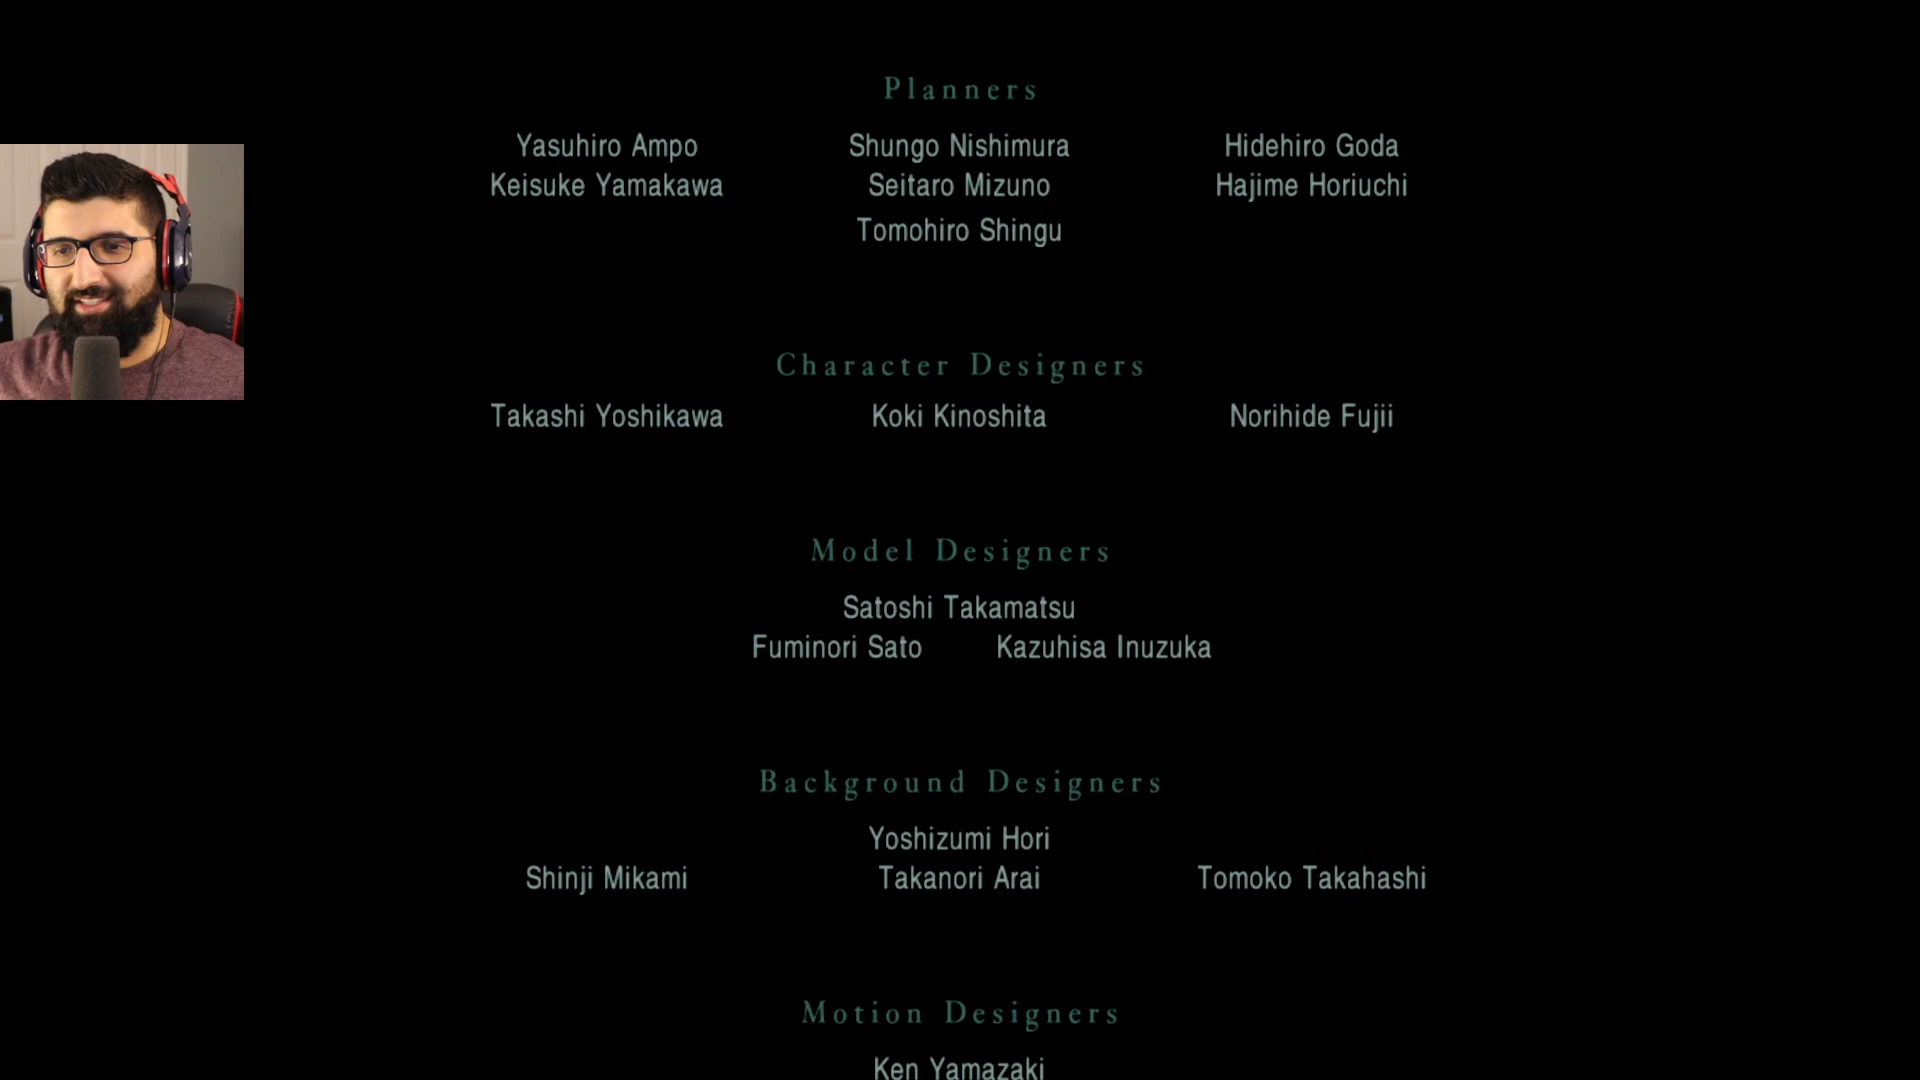 Planners
Yasuhiro Ampo Shungo Nishimura Hidehiro Goda
Keisuke Yamakawa Seitaro Mizuno Hajime Horiuchi
Tomohiro Shingu
Character Designers
Takashi Yoshikawa Koki Kinoshita Norihide Fujii
Model Designers
Satoshi Takamatsu
Fuminori Sato Kazuhisa Inuzuka
Background Designers
Yoshizumi Hori
Shinji Mikami Takanori Arai Tomoko Takahashi
Motion Designers
Ken Yamazaki